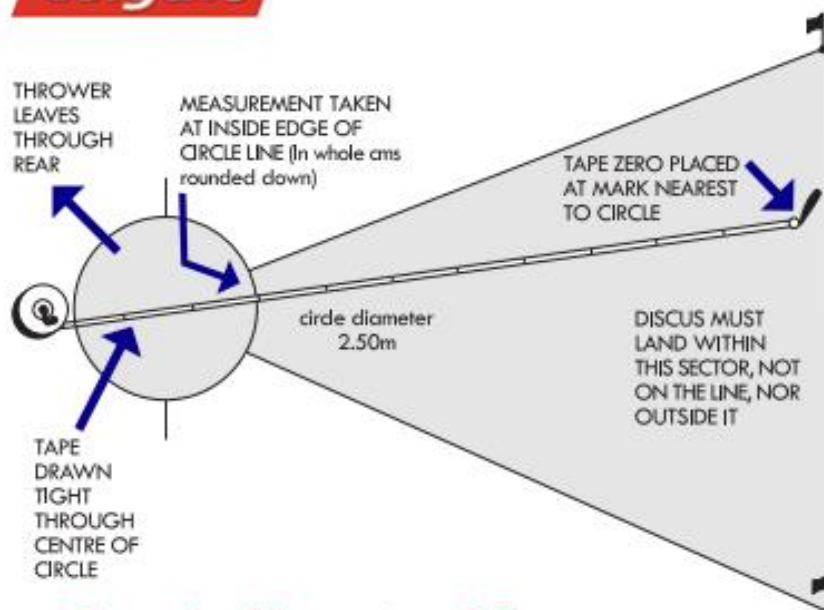 THROWER
LEAVES
THROUGH
REAR
MEASUREMENT TAKEN
AT INSIDE EDGE OF
CIRCLE LINE (In whole cms
rounded down)
TAPE ZERO PLACED
AT MARK NEAREST
TO CIRCLE
circle diameter
2.50m
DISCUS MUST
LAND WITHIN
THIS SECTOR, NOT
ON THE LINE, NOR
OUTSIDE IT
TAPE
DRAWN
TIGHT
THROUGH
CENTRE OF
CIRCLE